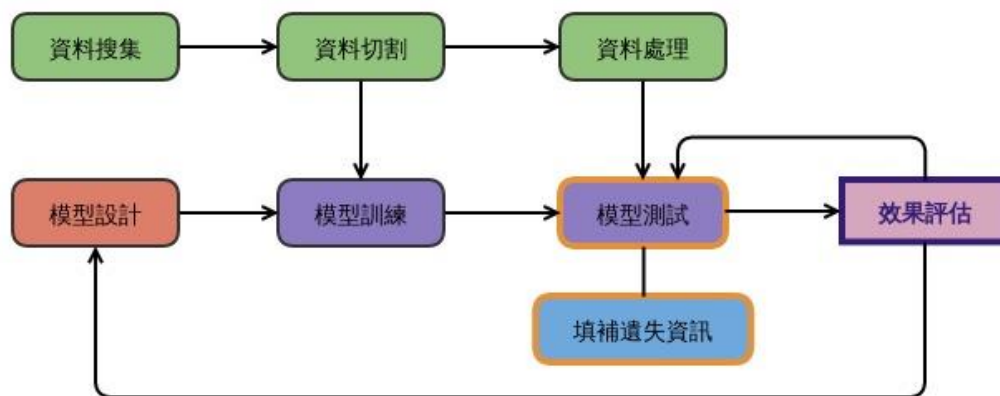 資料搜集
資料切割
資料處理
模型設計
模型訓練
模型測試
效果評估
填補遺失資訊